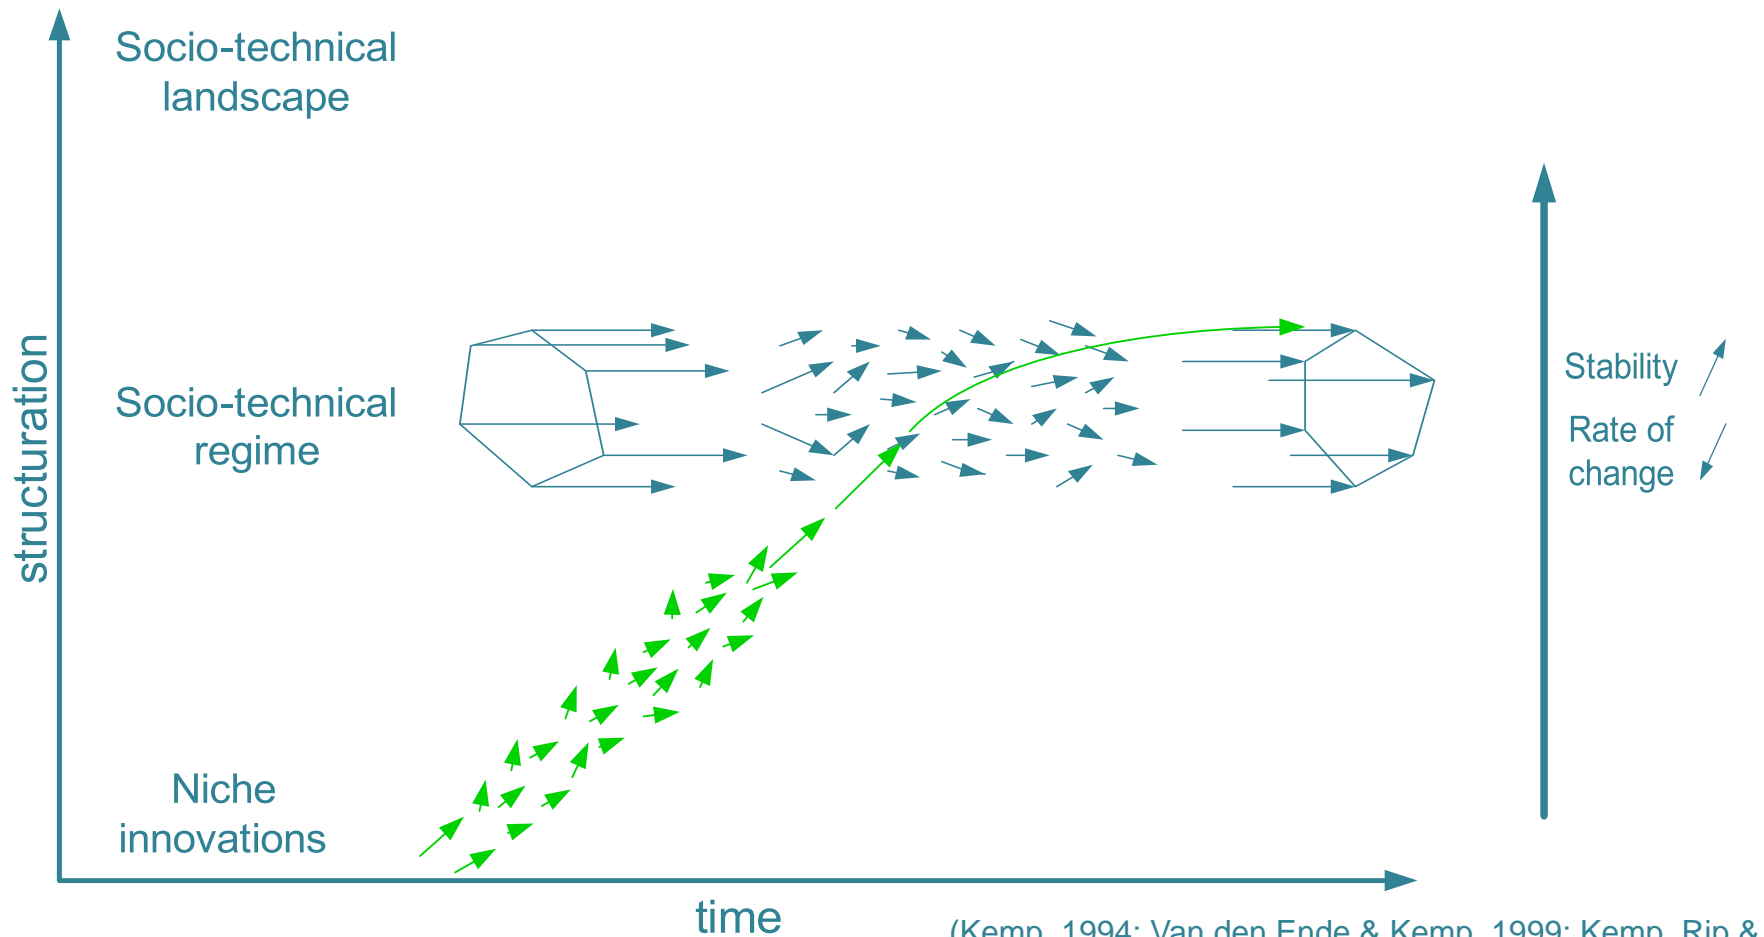 Socio-technical
landscape
structuration
Socio-technical
regime
Stability
Rate of
change
Niche
innovations
time
(Kemp, 1994; Van den Ende & Kemp, 1999; Kemp, Rip &